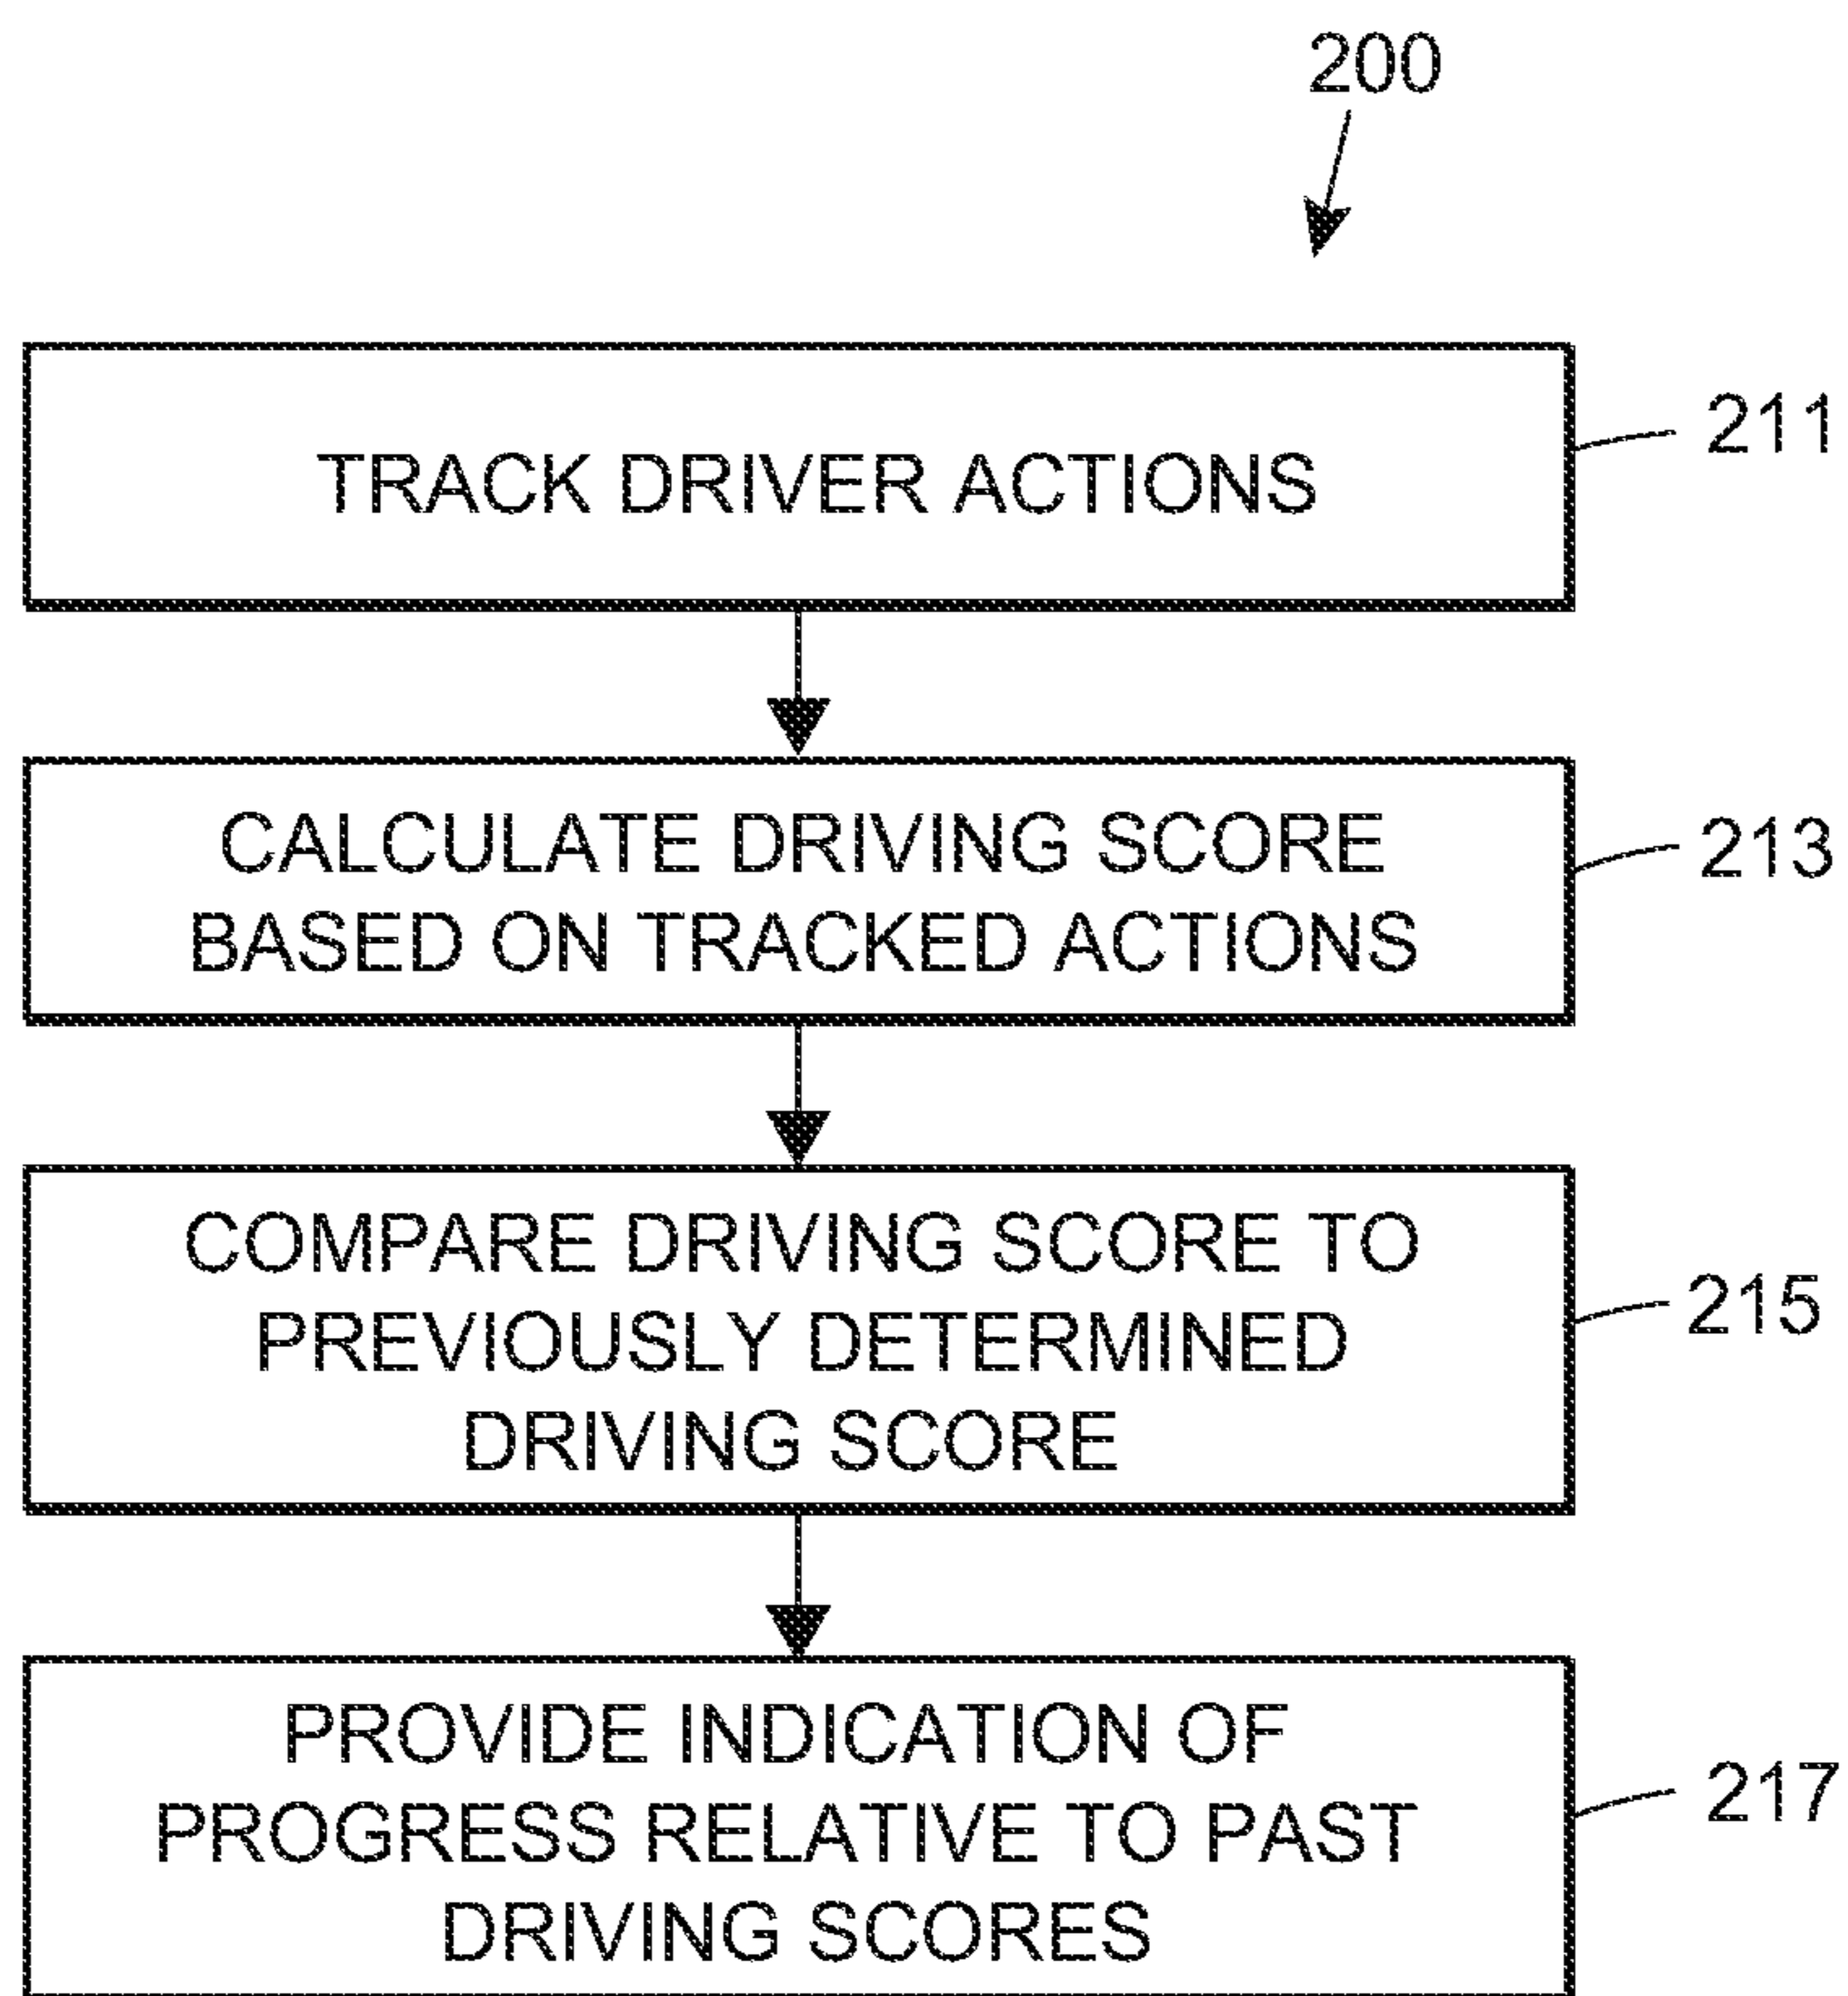 200
TRACK DRIVER ACTIONS
211
CALCULATE DRIVING SCORE
BASED ON TRACKED ACTIONS
213
COMPARE DRIVING SCORE TO
PREVIOUSLY DETERMINED
DRIVING SCORE
215
PROVIDE INDICATION OF
PROGRESS RELATIVE TO PAST
DRIVING SCORES
217